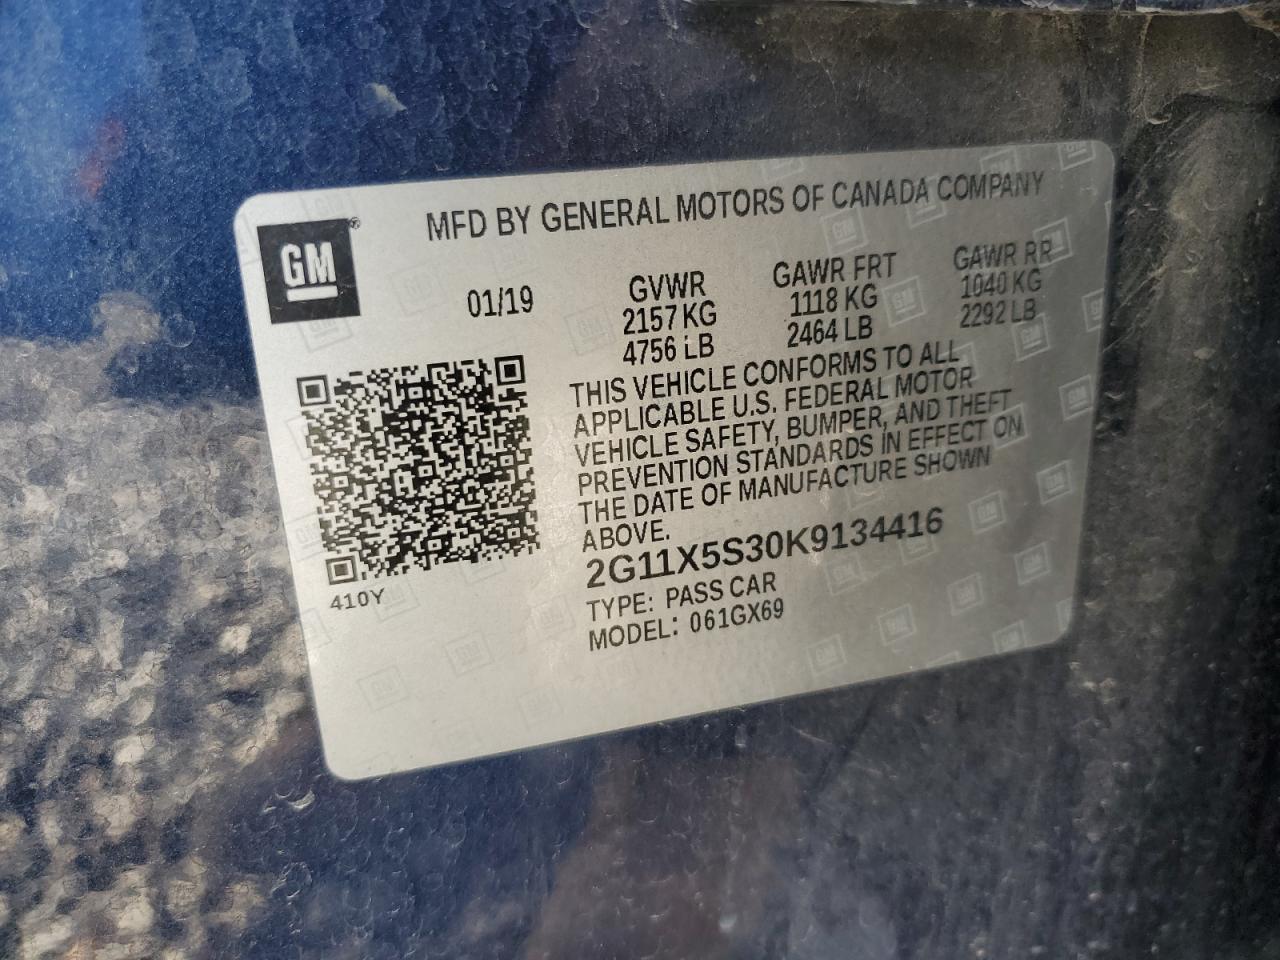 MFD BY GENERAL MOTORS OF CANADA COMPANY
GM®
01/19
GVWR GAWR FRT GAWR RR
2157 KG 1118 KG 1040 KG
4756 LB 2464 LB 2292 LB
THIS VEHICLE CONFORMS TO ALL
APPLICABLE U.S. FEDERAL MOTOR
VEHICLE SAFETY, BUMPER, AND THEFT
PREVENTION STANDARDS IN EFFECT ON
THE DATE OF MANUFACTURE SHOWN
ABOVE.
2G11X5S30K9134416
TYPE: PASS CAR
MODEL: 061GX69
410Y